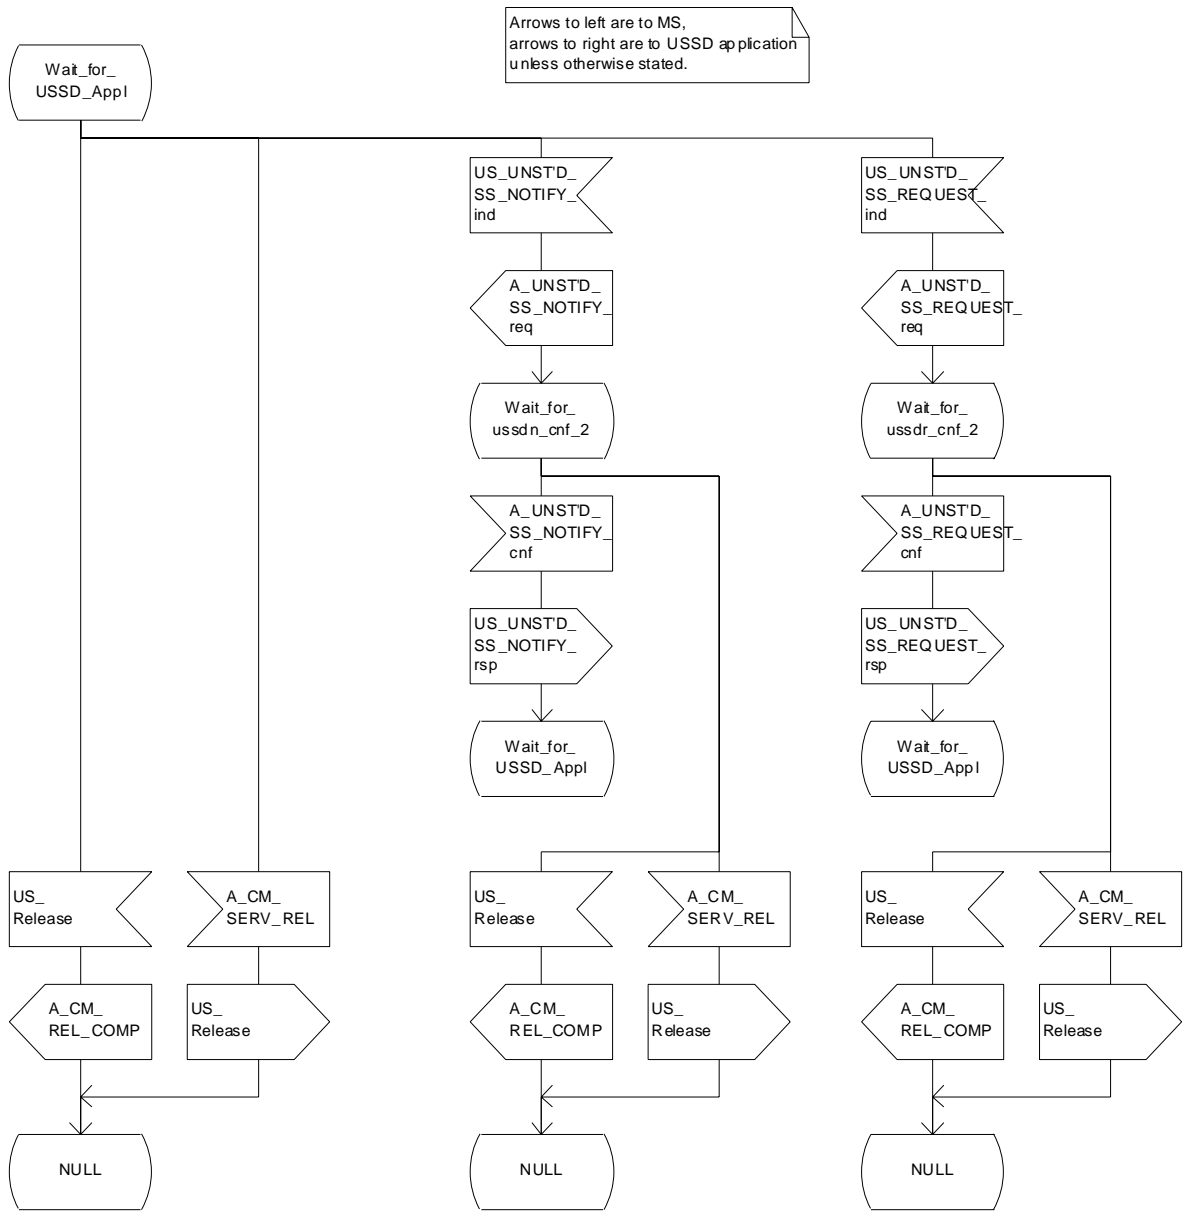 Arrows to left are to MS,
arrows to right are to USSD application
unless otherwise stated.
Wait_for_
USSD_Appl
US_UNST'D_
SS_NOTIFY_
ind
US_UNST'D_
SS_REQUEST_
ind
A_UNST'D_
SS_NOTIFY_
req
A_UNST'D_
SS_REQUEST_
req
Wait_for_
ussdn_cnf_2
Wait_for_
ussdr_cnf_2
A_UNST'D_
SS_NOTIFY_
cnf
A_UNST'D_
SS_REQUEST_
cnf
US_UNST'D_
SS_NOTIFY_
rsp
US_UNST'D_
SS_REQUEST_
rsp
Wait_for_
USSD_Appl
Wait_for_
USSD_Appl
US_
Release
A_CM_
SERV_REL
US_
Release
A_CM_
SERV_REL
US_
Release
A_CM_
SERV_REL
A_CM_
REL_COMP
US_
Release
A_CM_
REL_COMP
US_
Release
A_CM_
REL_COMP
US_
Release
NULL
NULL
NULL